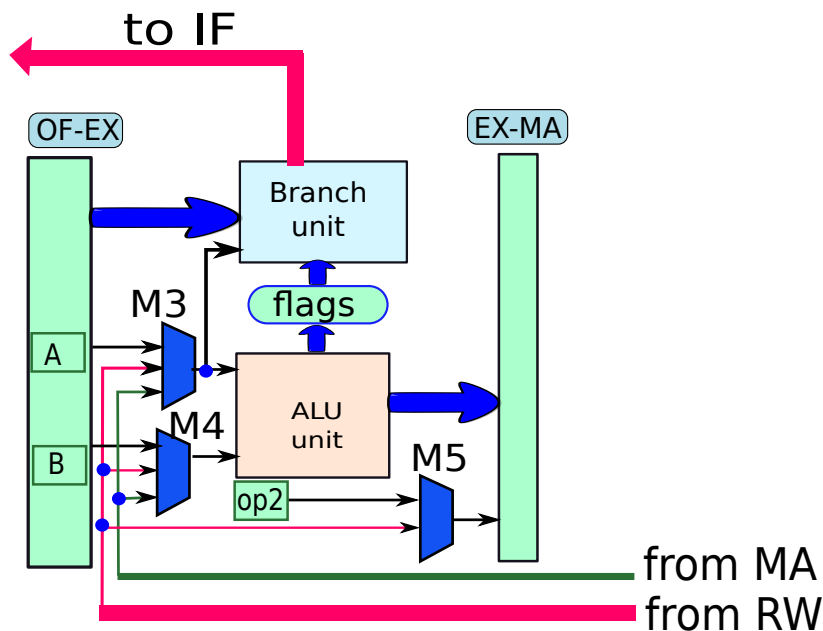 to IF
OF-EX
EX-MA
Branch
unit
flags
M3
A
ALU
unit
M4
B
M5
op2
from MA
from RW